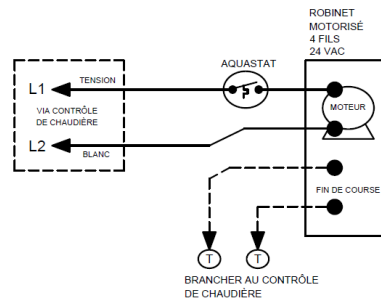 ROBINET
MOTORISÉ
4 FILS
24 VAC
AQUASTAT
L1
TENSION
MOTEUR
VIA CONTRÔLE
DE CHAUDIÈRE
L2
BLANC
FIN DE COURSE
T
T
BRANCHER AU CONTRÔLE
DE CHAUDIÈRE